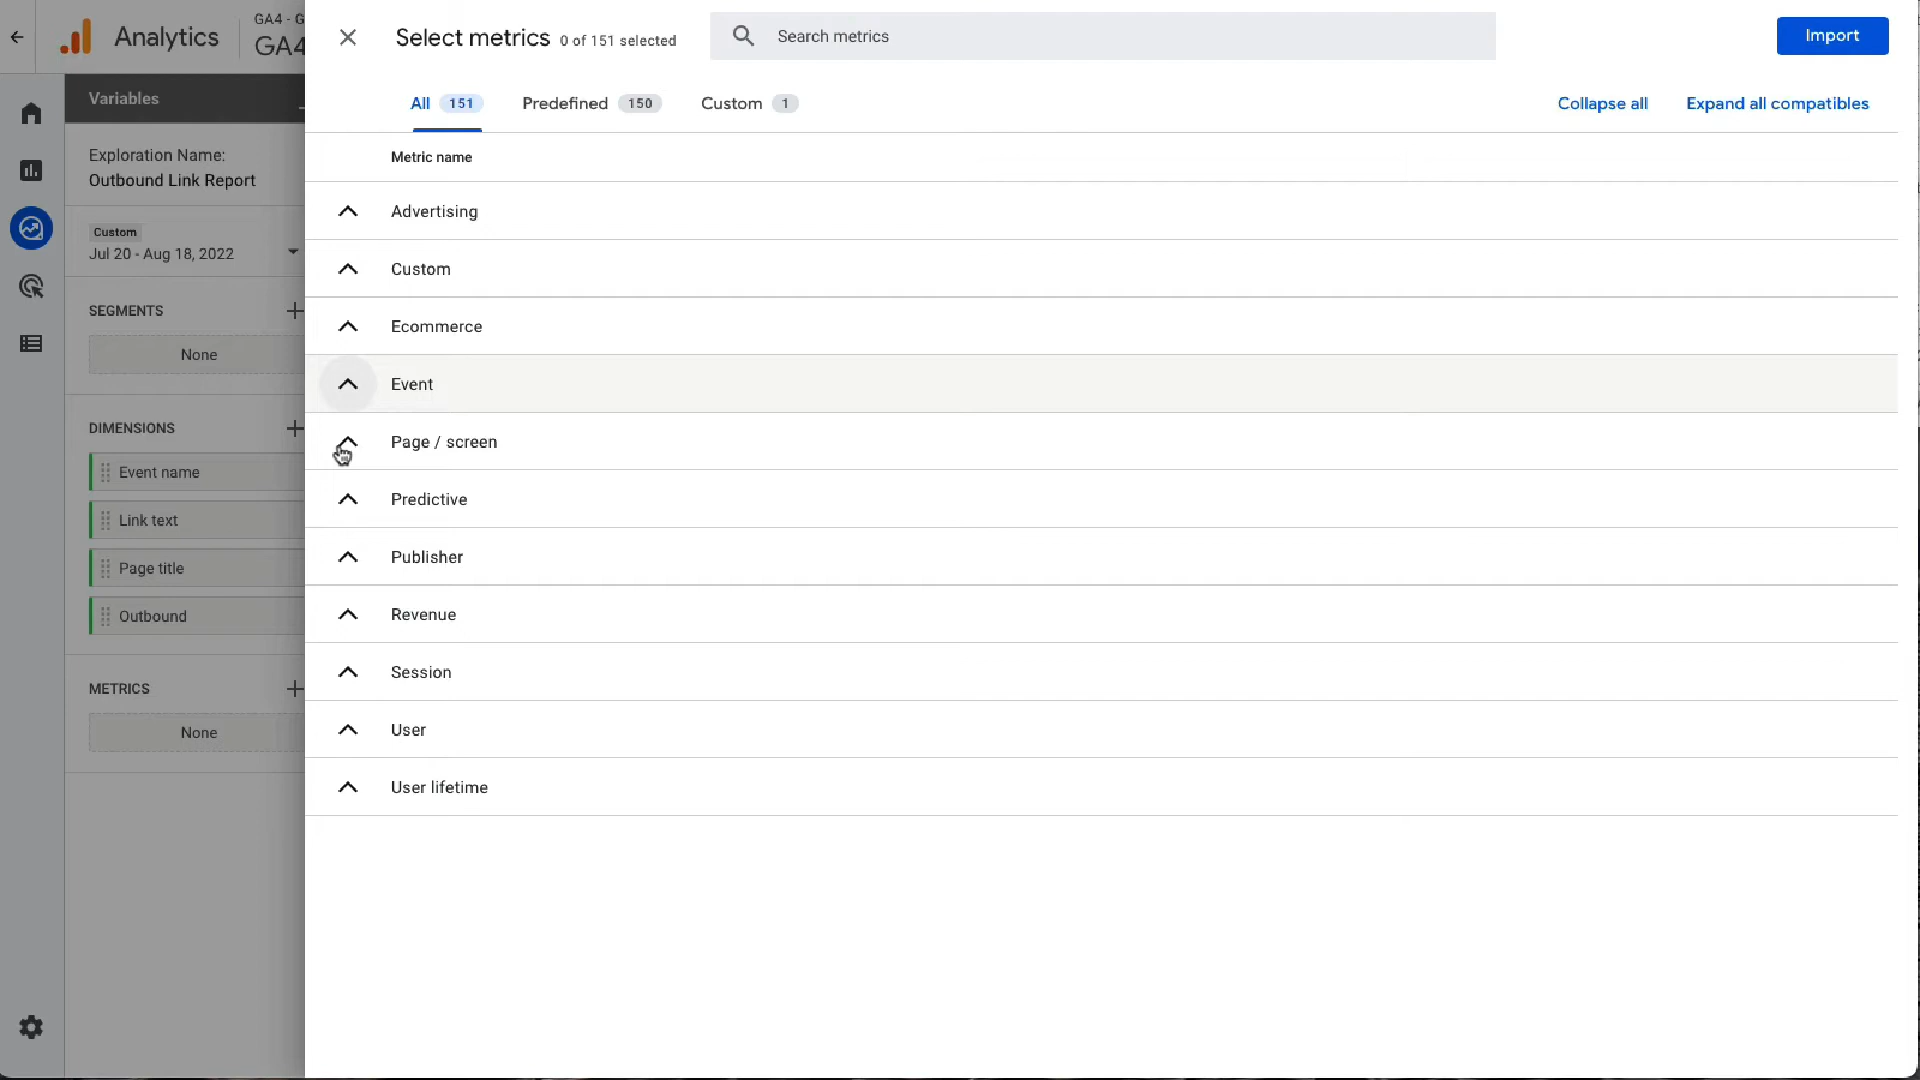 Analytics
GA4 - G
GA4
Select metrics 0 of 151 selected
Search metrics
Import
All 151
Predefined 150
Custom 1
Collapse all
Expand all compatibles
Variables
Exploration Name:
Outbound Link Report
Custom
Jul 20 - Aug 18, 2022
SEGMENTS
None
DIMENSIONS
Event name
Link text
Page title
Outbound
METRICS
None
Metric name
Advertising
Custom
Ecommerce
Event
Page / screen
Predictive
Publisher
Revenue
Session
User
User lifetime